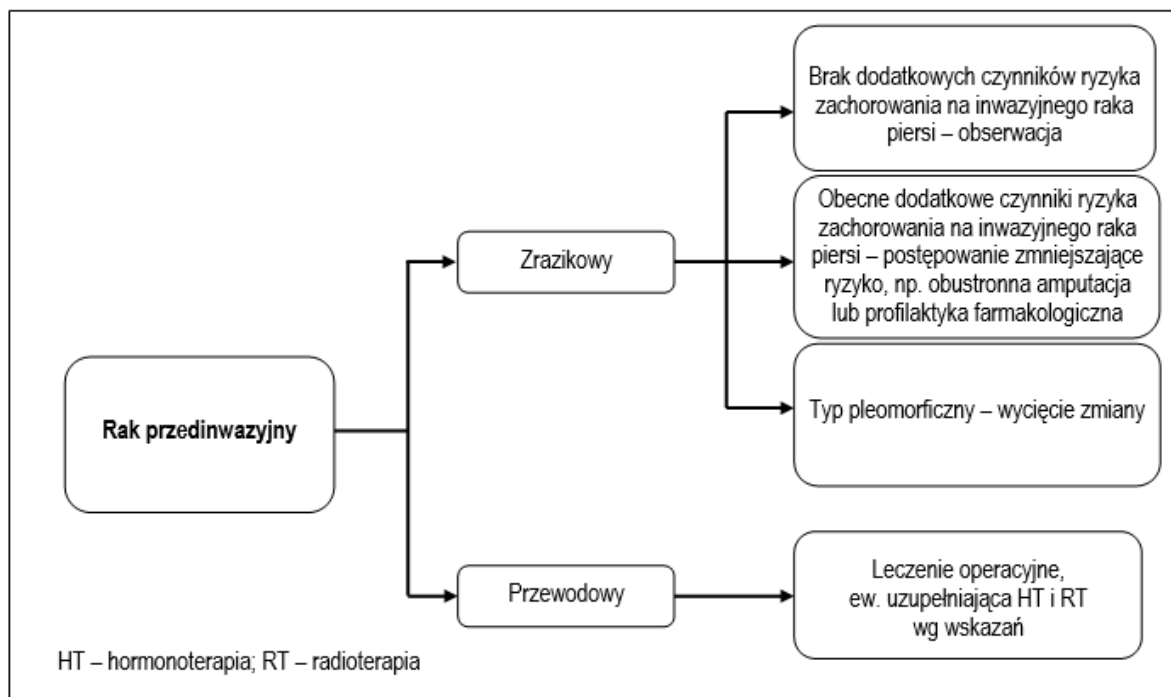 Brak dodatkowych czynników ryzyka
zachorowania na inwazyjnego raka
piersi – obserwacja
Obecne dodatkowe czynniki ryzyka
zachorowania na inwazyjnego raka
piersi – postępowanie zmniejszające
ryzyko, np. obustronna amputacja
lub profilaktyka farmakologiczna
Zrazikowy
Typ pleomorficzny – wycięcie zmiany
Rak przedinwazyjny
Przewodowy
Leczenie operacyjne,
ew. uzupełniająca HT i RT
wg wskazań
HT – hormonoterapia; RT – radioterapia